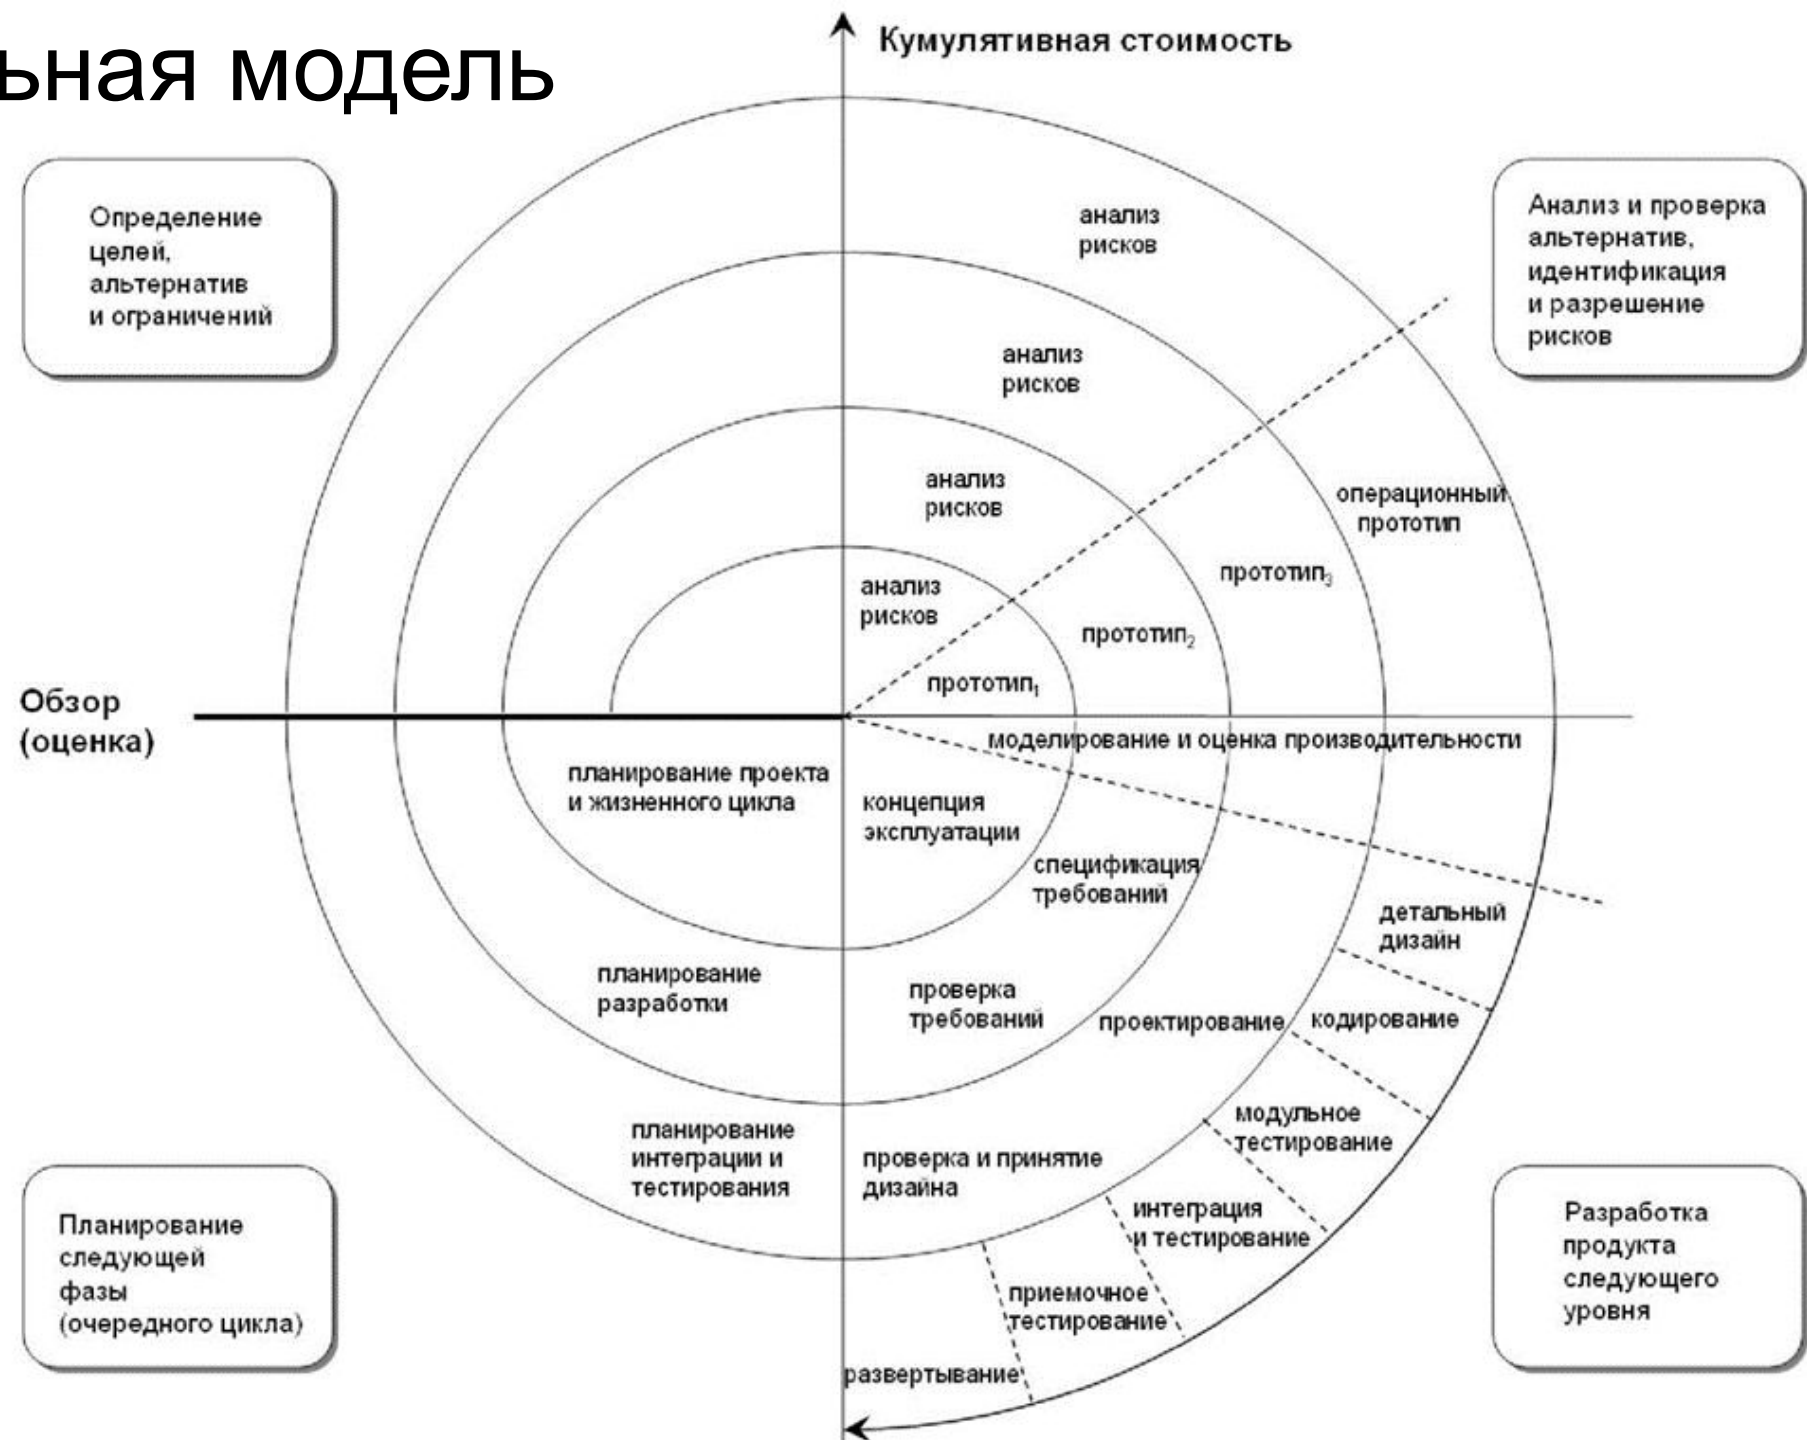 ьная модель
Кумулятивная стоимость
Определение
целей,
альтернатив
и ограничений
Анализ и проверка
альтернатив,
идентификация
и разрешение
рисков
анализ
рисков
анализ
рисков
анализ
рисков
анализ
рисков
операционный
прототип
прототип₃
прототип₂
прототип₁
Обзор
(оценка)
моделирование и оценка производительности
планирование проекта
и жизненного цикла
концепция
эксплуатации
спецификация
требований
детальный
дизайн
планирование
разработки
проверка
требований
проектирование
кодирование
модульное
тестирование
планирование
интеграции и
тестирования
проверка и принятие
дизайна
интеграция
и тестирование
приемочное
тестирование
развертывание
Планирование
следующей
фазы
(очередного цикла)
Разработка
продукта
следующего
уровня